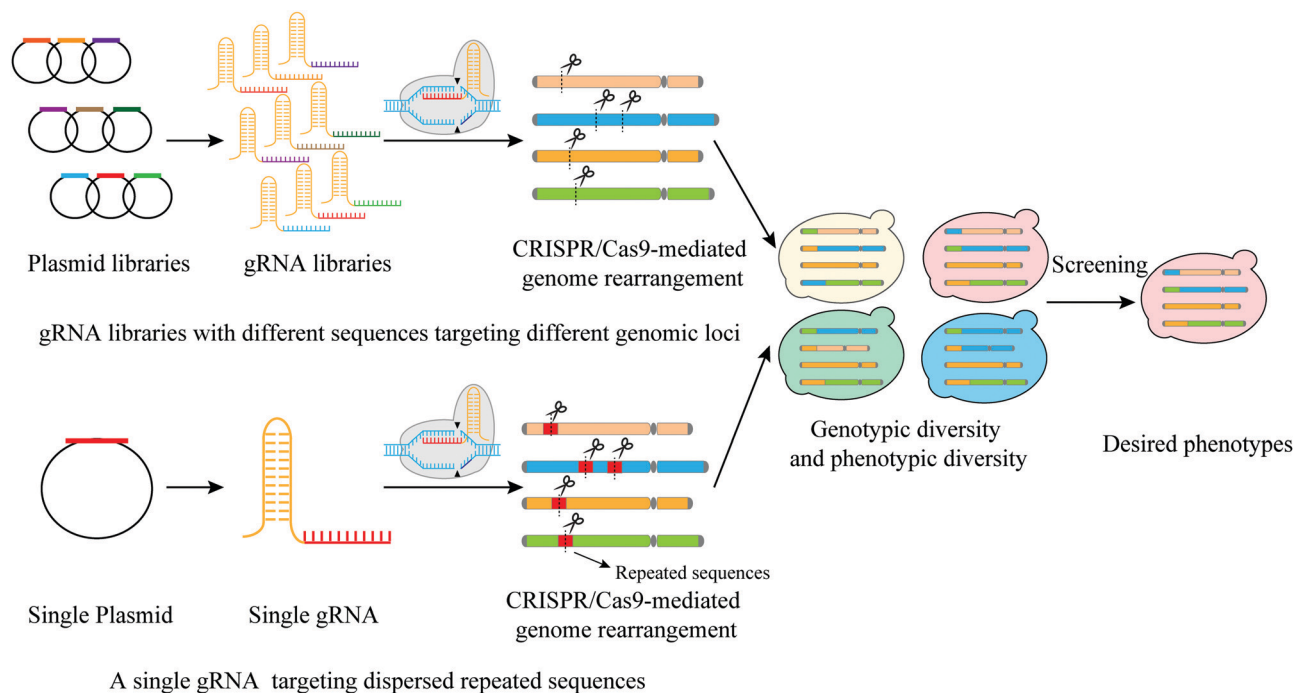 Plasmid libraries
gRNA libraries
CRISPR/Cas9-mediated
genome rearrangement
gRNA libraries with different sequences targeting different genomic loci
Screening
Genotypic diversity
and phenotypic diversity
Desired phenotypes
Repeated sequences
Single Plasmid
Single gRNA
CRISPR/Cas9-mediated
genome rearrangement
A single gRNA targeting dispersed repeated sequences